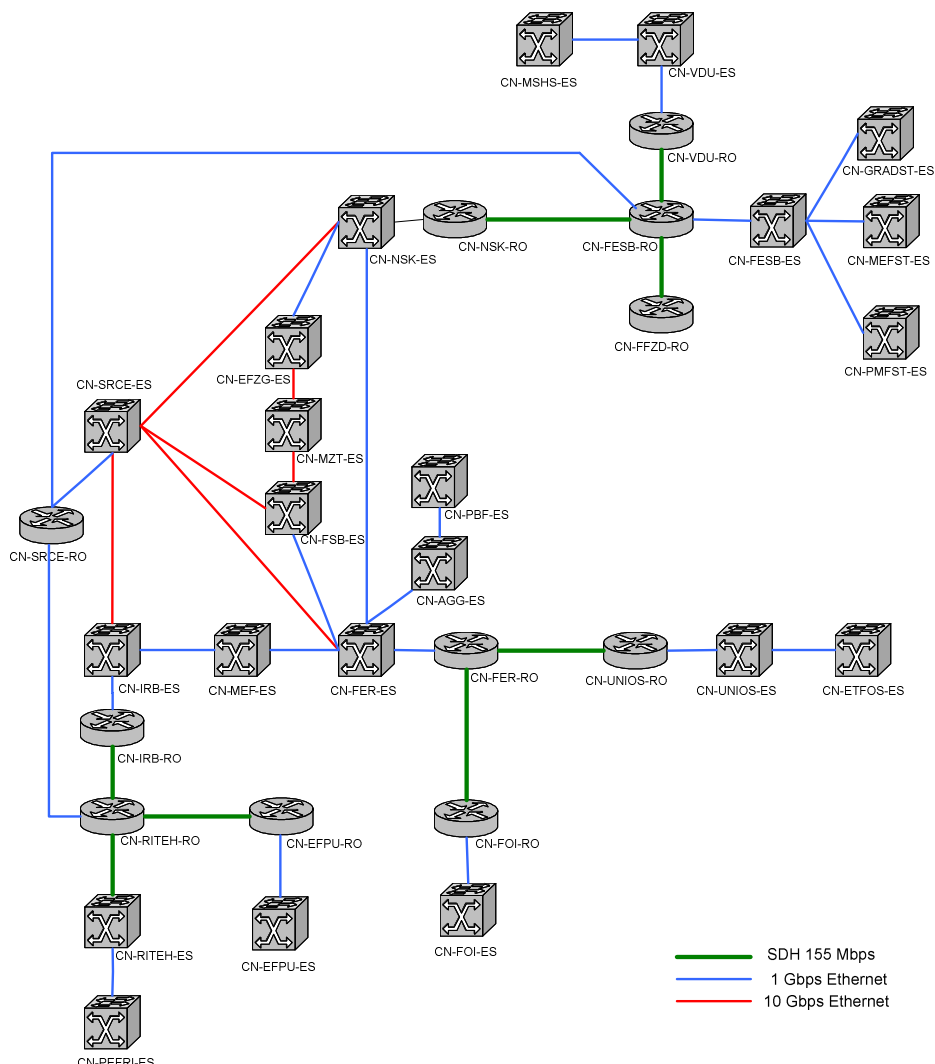 CN-MSHS-ES
CN-VDU-ES
CN-VDU-RO
CN-GRADST-ES
CN-NSK-ES
CN-NSK-RO
CN-FESB-RO
CN-FESB-ES
CN-MEFST-ES
CN-FFZD-RO
CN-PMFST-ES
CN-EFZG-ES
CN-SRCE-ES
CN-MZT-ES
CN-PBF-ES
CN-FSB-ES
CN-SRCE-RO
CN-AGG-ES
CN-IRB-ES
CN-MEF-ES
CN-FER-ES
CN-FER-RO
CN-UNIOS-RO
CN-UNIOS-ES
CN-ETFOS-ES
CN-IRB-RO
CN-RITEH-RO
CN-EFPU-RO
CN-FOI-RO
CN-RITEH-ES
CN-EFPU-ES
CN-FOI-ES
SDH 155 Mbps
1 Gbps Ethernet
10 Gbps Ethernet
CN-PFFRI-ES